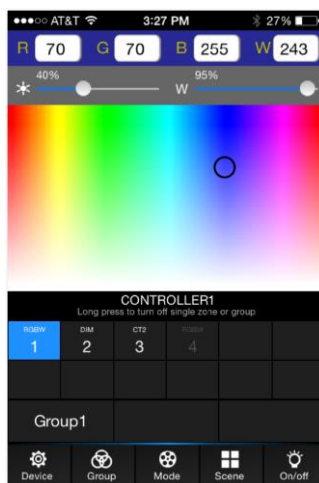 AT&T 3:27 PM 27%
R 70 G 70 B 255 W 243
40% W 95%
CONTROLLER1
Long press to turn off single zone or group
RGBW DIM CT2 RGBW
1 2 3 4
Group1
Device Group Mode Scene On/off